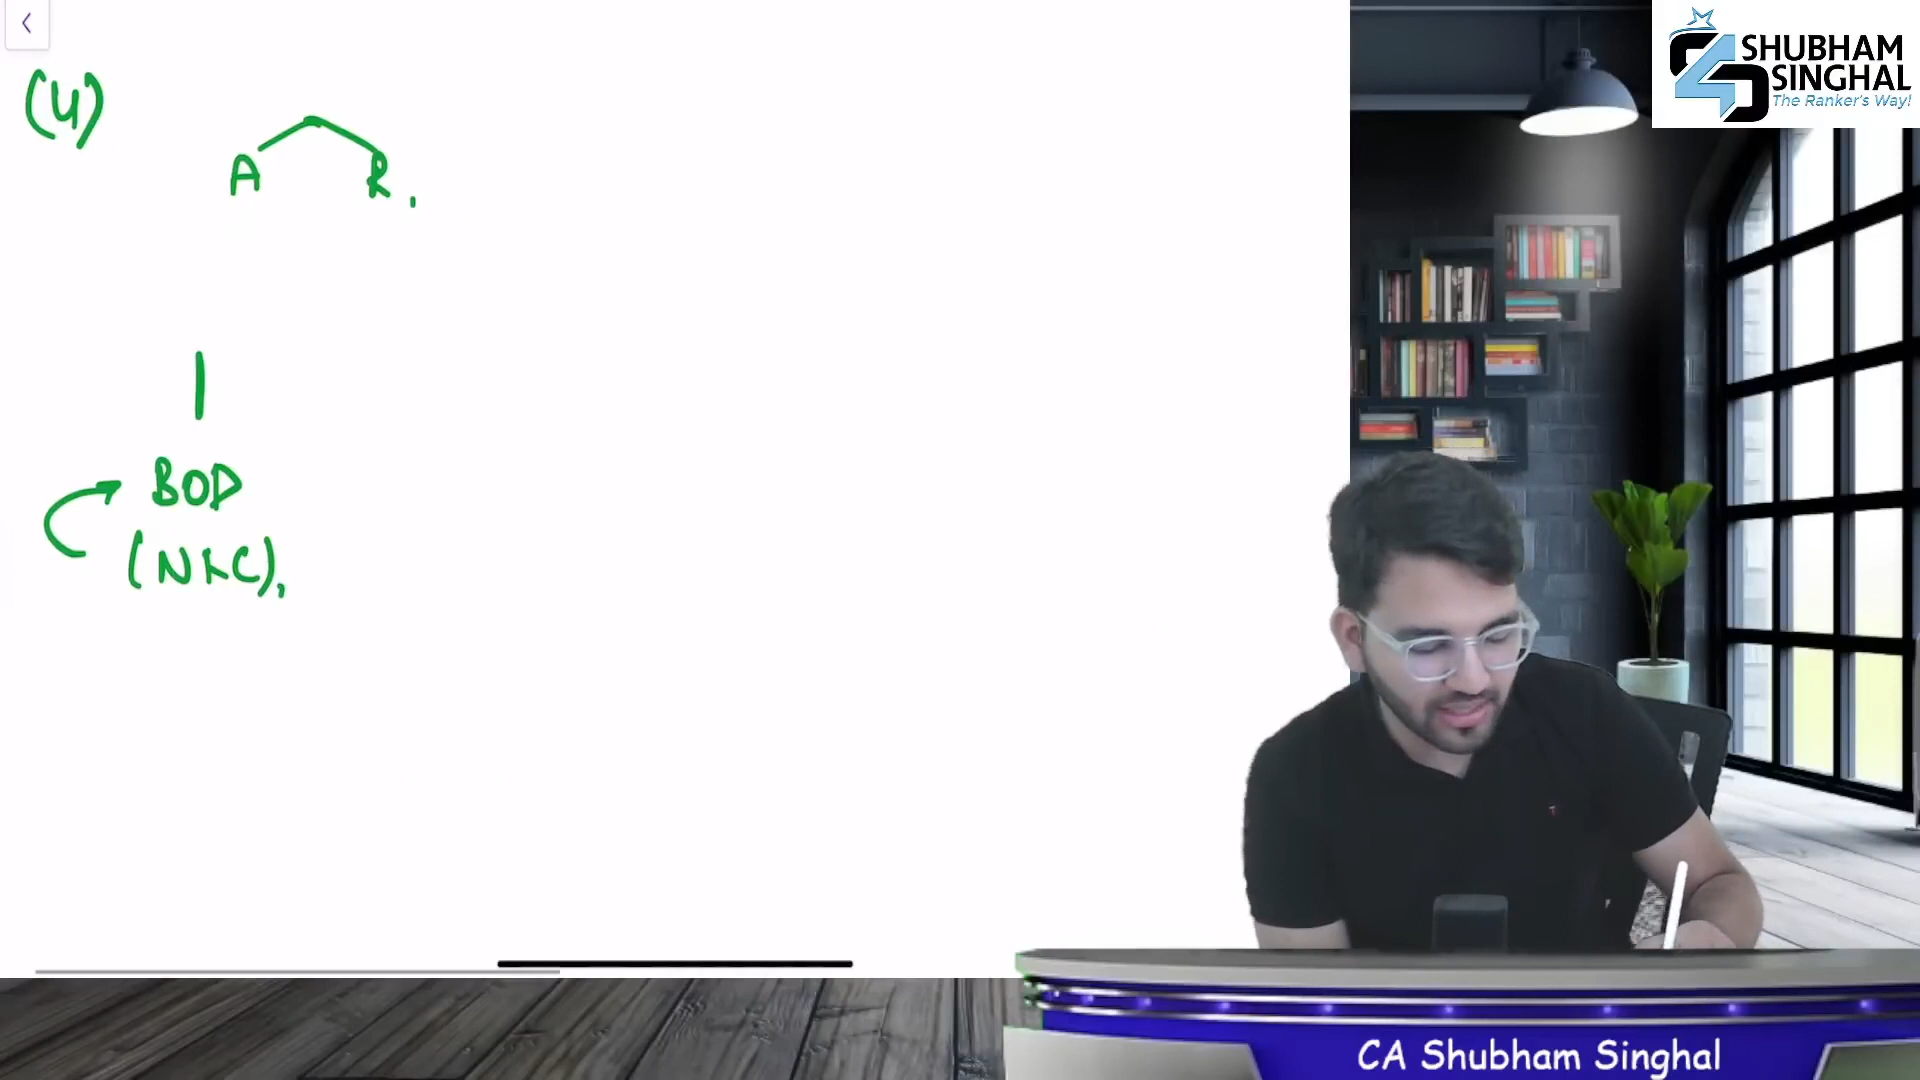 (4)
A R.
|
BOD
(NRC),
SHUBHAM
SINGHAL
The Ranker's Way!
CA Shubham Singhal